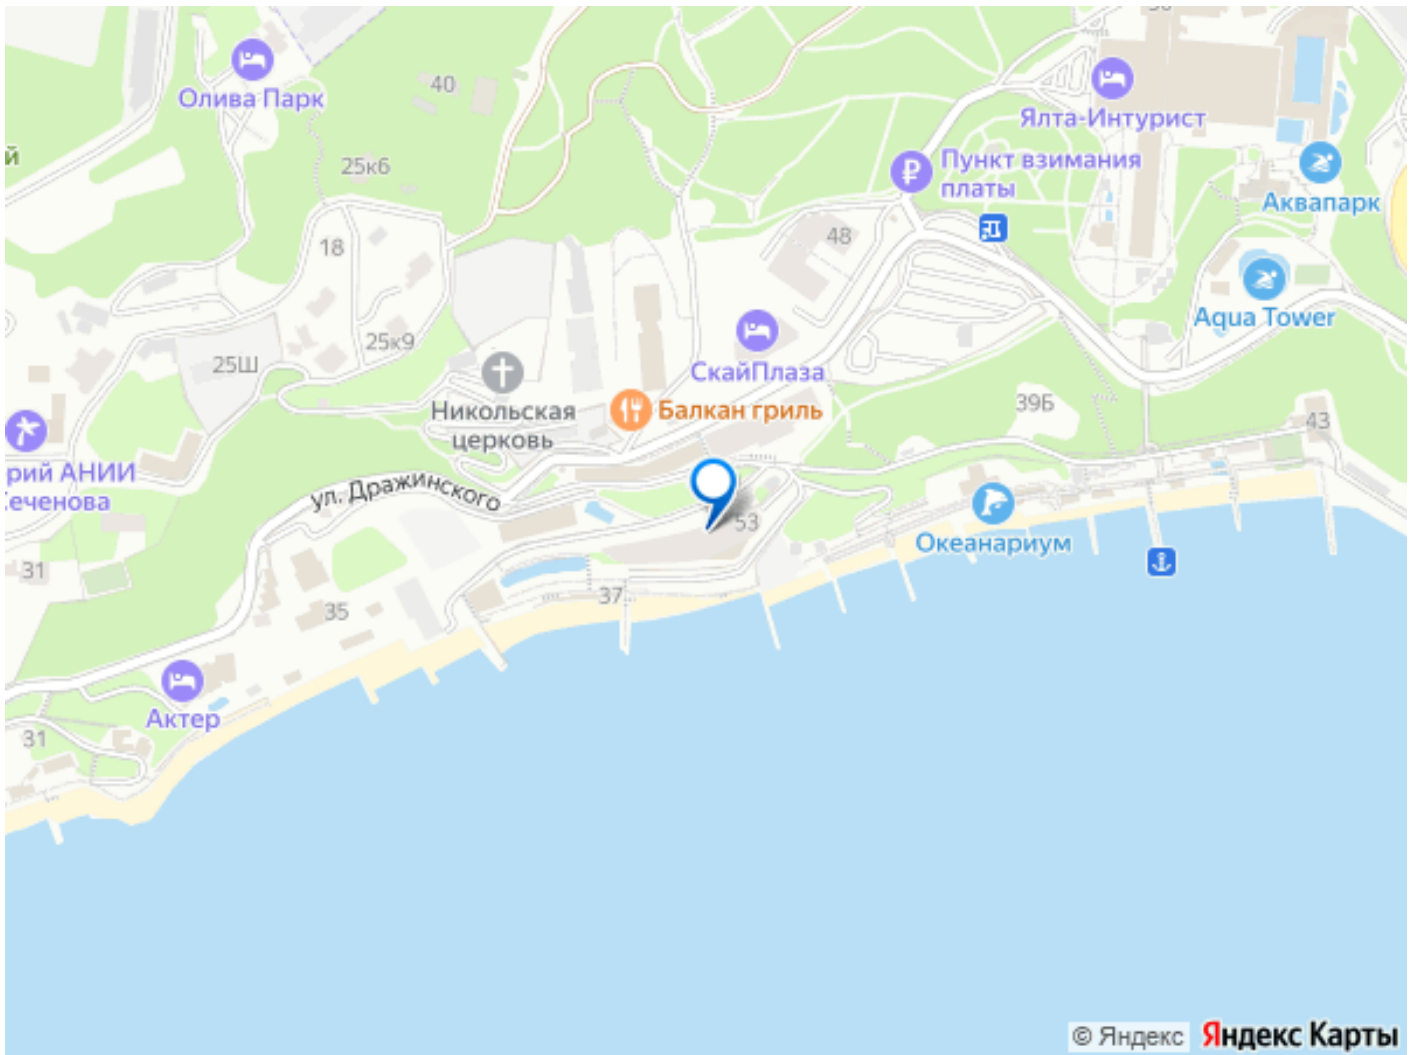 Олива Парк
40
Ялта-Интурист
Пункт взимания
платы
Аквапарк
й
25к6
18
48
Aqua Tower
25к9
25Ш
СкайПлаза
Никольская
церковь
Балкан гриль
39Б
43
рий АНИИ
Сеченова
ул. Дражинского
53
Океанариум
31
35
37
Актер
31
© Яндекс Яндекс Карты